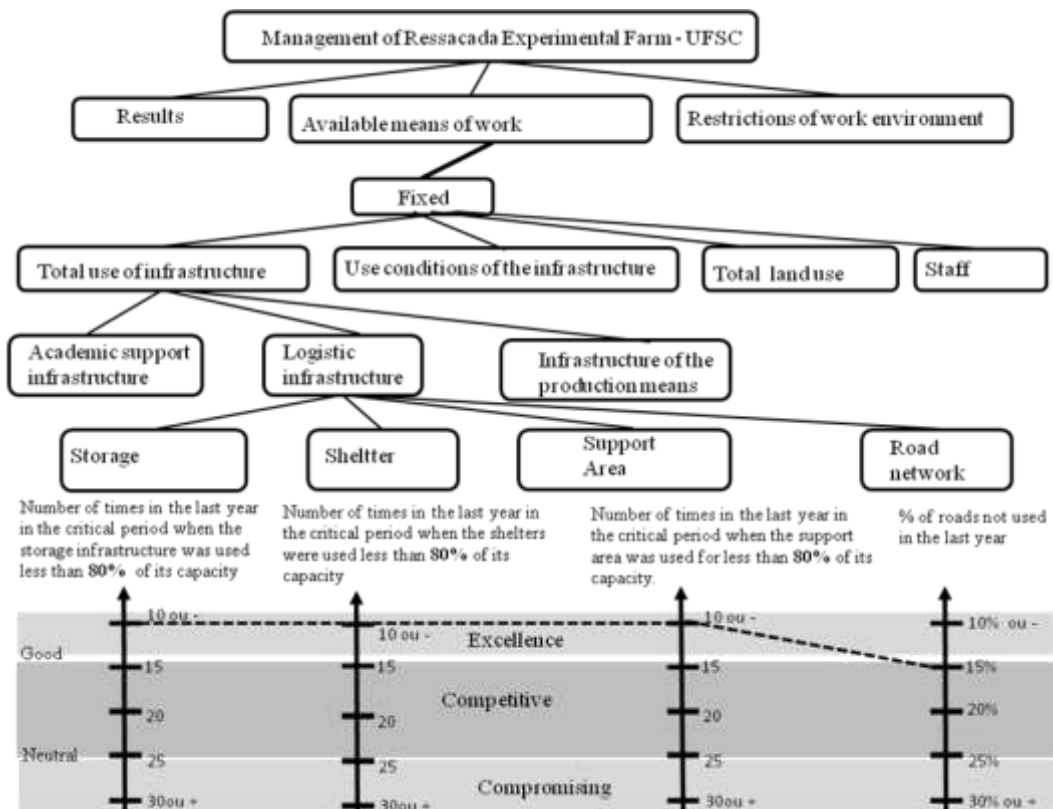 Management of Ressacada Experimental Farm - UFSC
Results
Available means of work
Restrictions of work environment
Fixed
Total use of infrastructure
Use conditions of the infrastructure
Total land use
Staff
Academic support
infrastructure
Logistic
infrastructure
Infrastructure of the
production means
Storage
Sheltter
Support
Area
Road
network
Number of times in the last year
in the critical period when the
storage infrastructure was used
less than 80% of its capacity
Number of times in the last year in
the critical period when the shelters
were used less than 80% of its
capacity
Number of times in the last year in
the critical period when the support
area was used for less than 80% of its
capacity.
% of roads not used
in the last year
10 ou -
10 ou -
10 ou -
10% ou -
Excellence
Good
15
15
15
15%
Competitive
20
20
20
20%
Neutral
25
25
25
25%
Compromising
30ou +
30ou +
30ou +
30% ou +